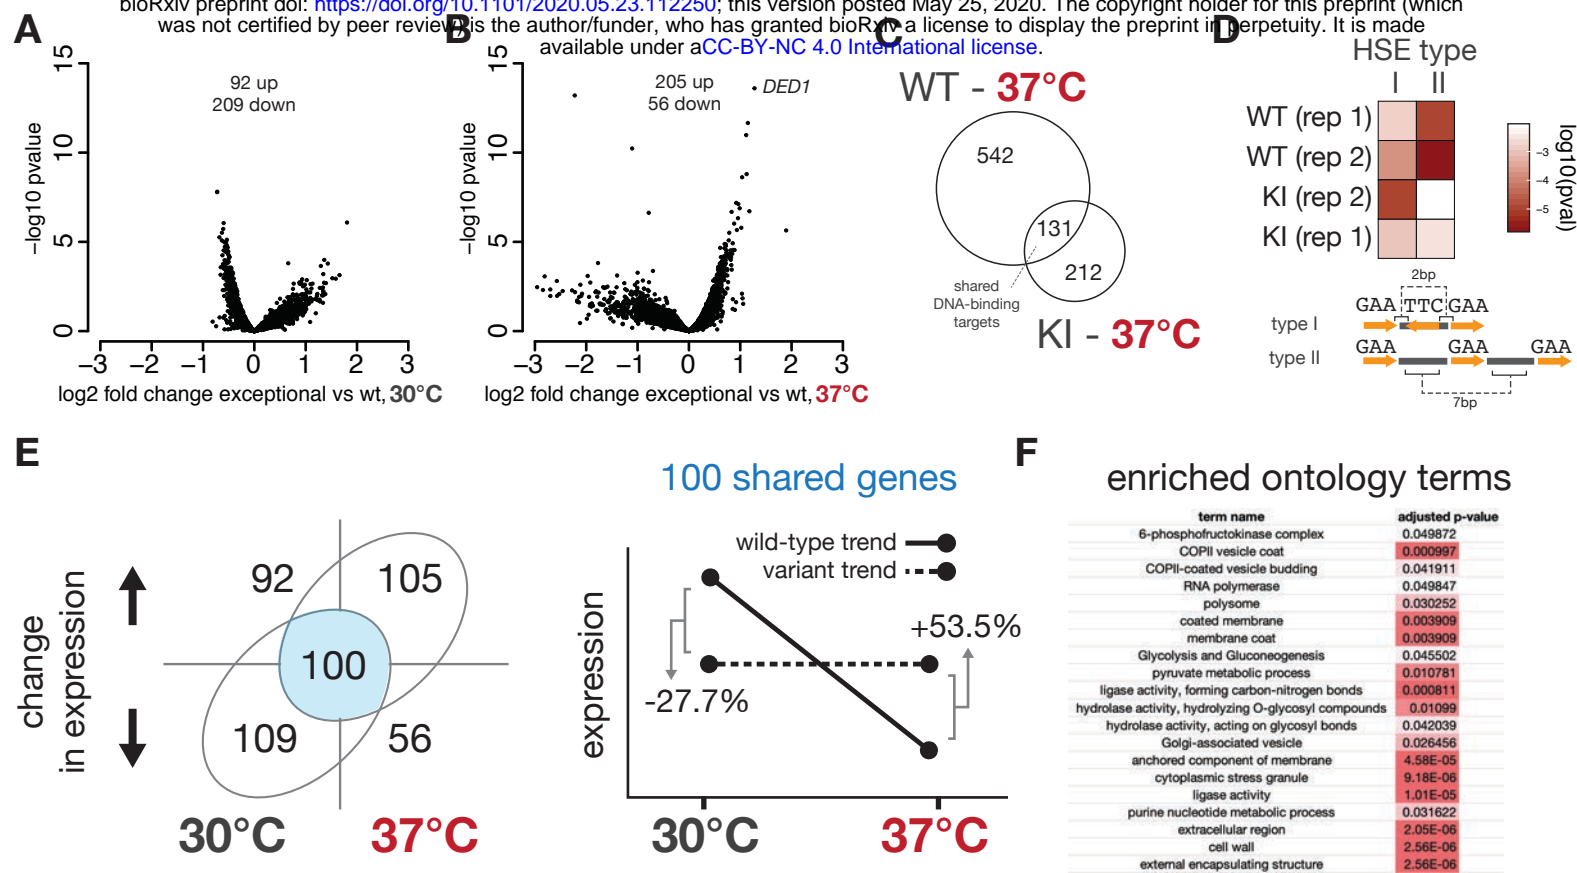 bioRxiv preprint doi: https://doi.org/10.1101/2020.05.23.112250; this version posted May 25, 2020. The copyright holder for this preprint (which
was not certified by peer review) is the author/funder, who has granted bioRxiv a license to display the preprint in perpetuity. It is made
available under aCC-BY-NC 4.0 International license.
A
92 up
209 down
15
10
5
0
−log10 pvalue
−3 −2 −1 0 1 2 3
log2 fold change exceptional vs wt, 30°C
B
205 up
56 down
DED1
15
10
5
0
−log10 pvalue
−3 −2 −1 0 1 2 3
log2 fold change exceptional vs wt, 37°C
C
WT - 37°C
542
131
212
shared
DNA-binding
targets
KI - 37°C
D
HSE type
I II
WT (rep 1)
WT (rep 2)
KI (rep 2)
KI (rep 1)
−3
−4
−5
log10(pval)
2bp
GAA TTC GAA
type I
GAA GAA GAA
type II
7bp
E
change
in expression
92 105
100
109 56
30°C 37°C
100 shared genes
wild-type trend
variant trend
expression
-27.7%
+53.5%
30°C 37°C
F
enriched ontology terms
term name adjusted p-value
6-phosphofructokinase complex 0.049872
COPII vesicle coat 0.000997
COPII-coated vesicle budding 0.041911
RNA polymerase 0.049847
polysome 0.030252
coated membrane 0.003909
membrane coat 0.003909
Glycolysis and Gluconeogenesis 0.045502
pyruvate metabolic process 0.010781
ligase activity, forming carbon-nitrogen bonds 0.000811
hydrolase activity, hydrolyzing O-glycosyl compounds 0.01099
hydrolase activity, acting on glycosyl bonds 0.042039
Golgi-associated vesicle 0.026456
anchored component of membrane 4.58E-05
cytoplasmic stress granule 9.18E-06
ligase activity 1.01E-05
purine nucleotide metabolic process 0.031622
extracellular region 2.05E-06
cell wall 2.56E-06
external encapsulating structure 2.56E-06